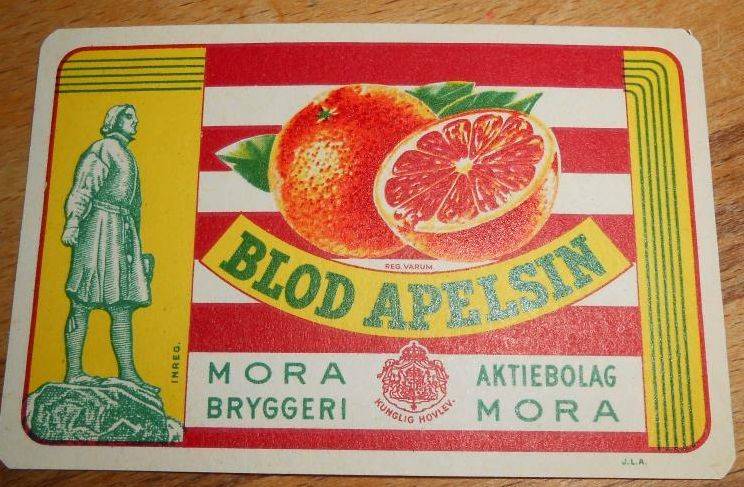 INREG.
REG. VARUM.
BLOD APELSIN
MORA
BRYGGERI
KUNGLIG HOVLEV.
AKTIEBOLAG
MORA
J.L.A.